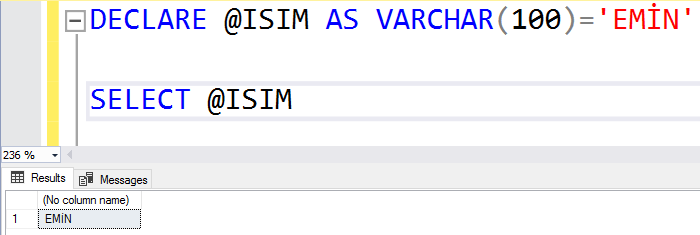 DECLARE @ISIM AS VARCHAR(100)='EMİN'
SELECT @ISIM
236 %
Results Messages
(No column name)
1 EMİN